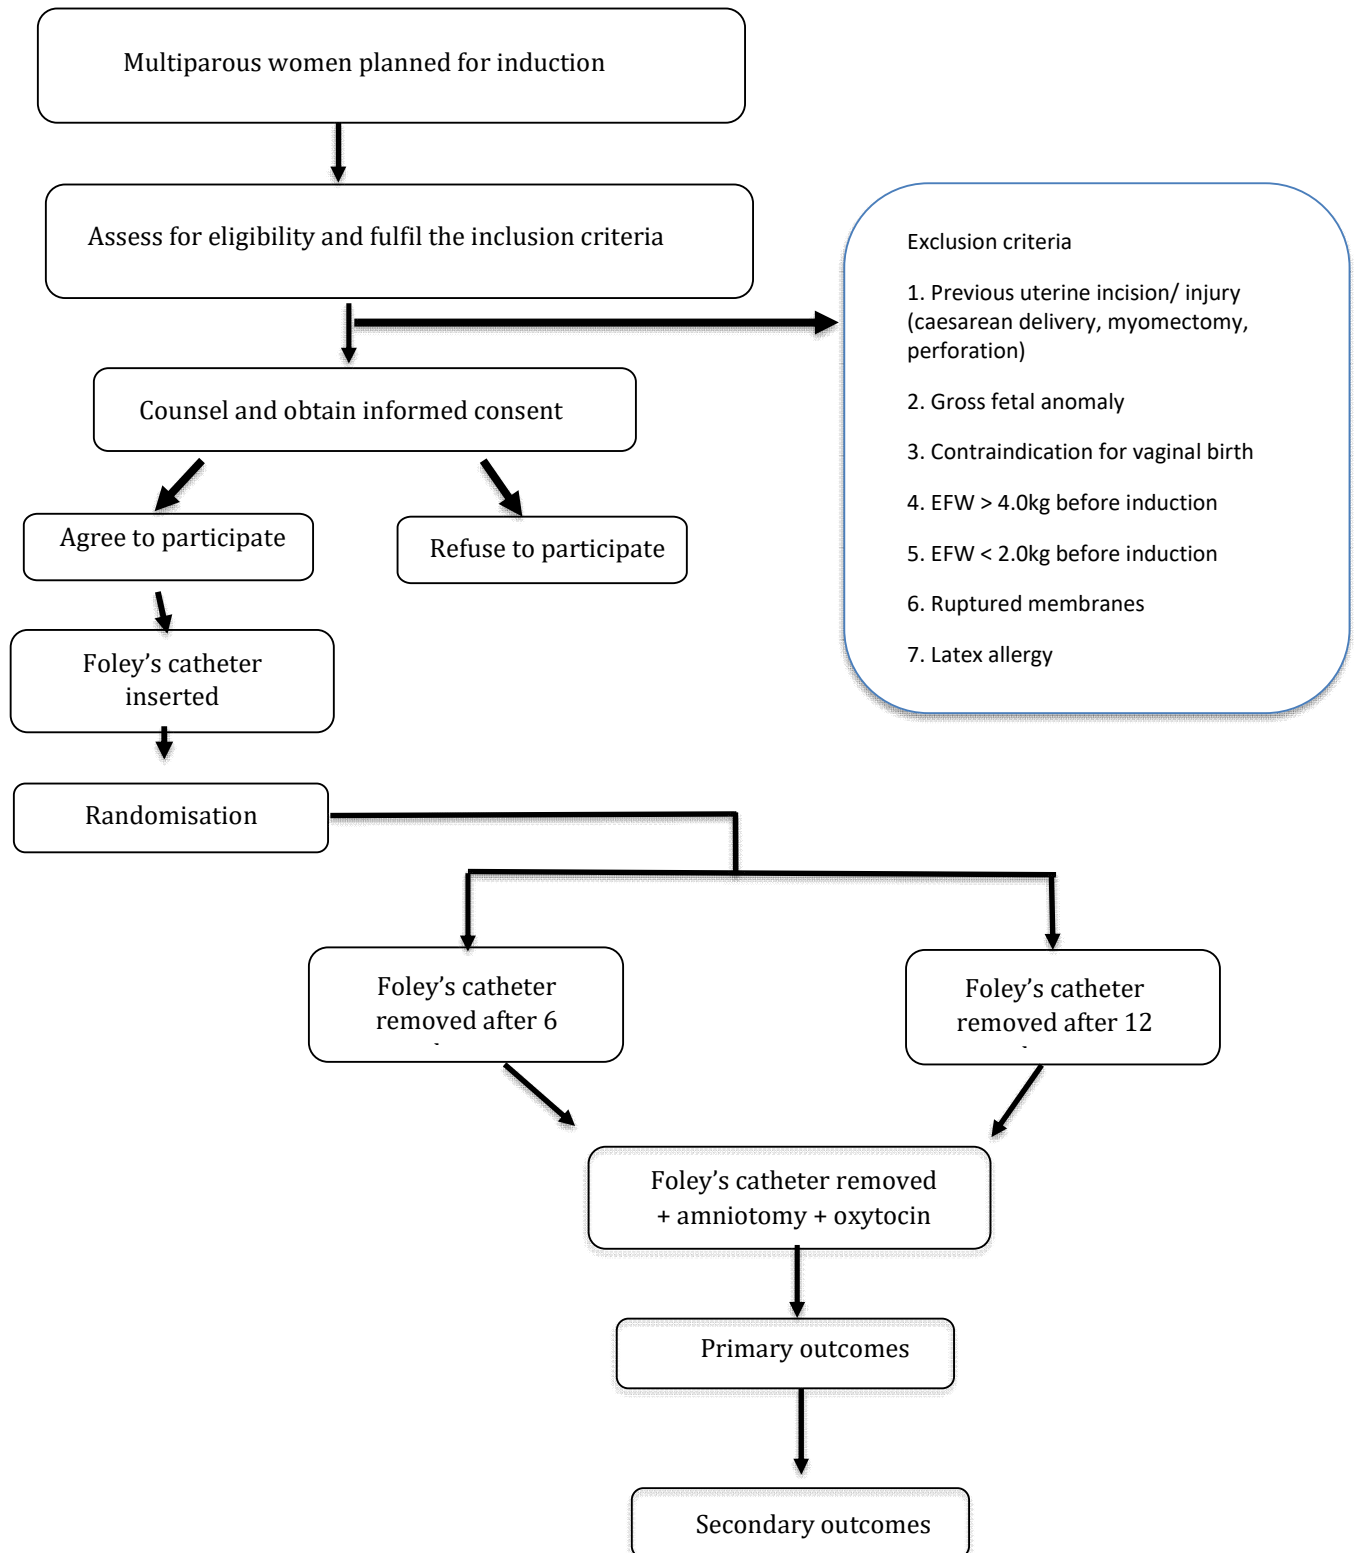 Multiparous women planned for induction
Assess for eligibility and fulfil the inclusion criteria
Exclusion criteria
1. Previous uterine incision/ injury
(caesarean delivery, myomectomy,
perforation)
2. Gross fetal anomaly
3. Contraindication for vaginal birth
4. EFW > 4.0kg before induction
5. EFW < 2.0kg before induction
6. Ruptured membranes
7. Latex allergy
Counsel and obtain informed consent
Agree to participate
Refuse to participate
Foley’s catheter
inserted
Randomisation
Foley’s catheter
removed after 6
Foley’s catheter
removed after 12
Foley’s catheter removed
+ amniotomy + oxytocin
Primary outcomes
Secondary outcomes